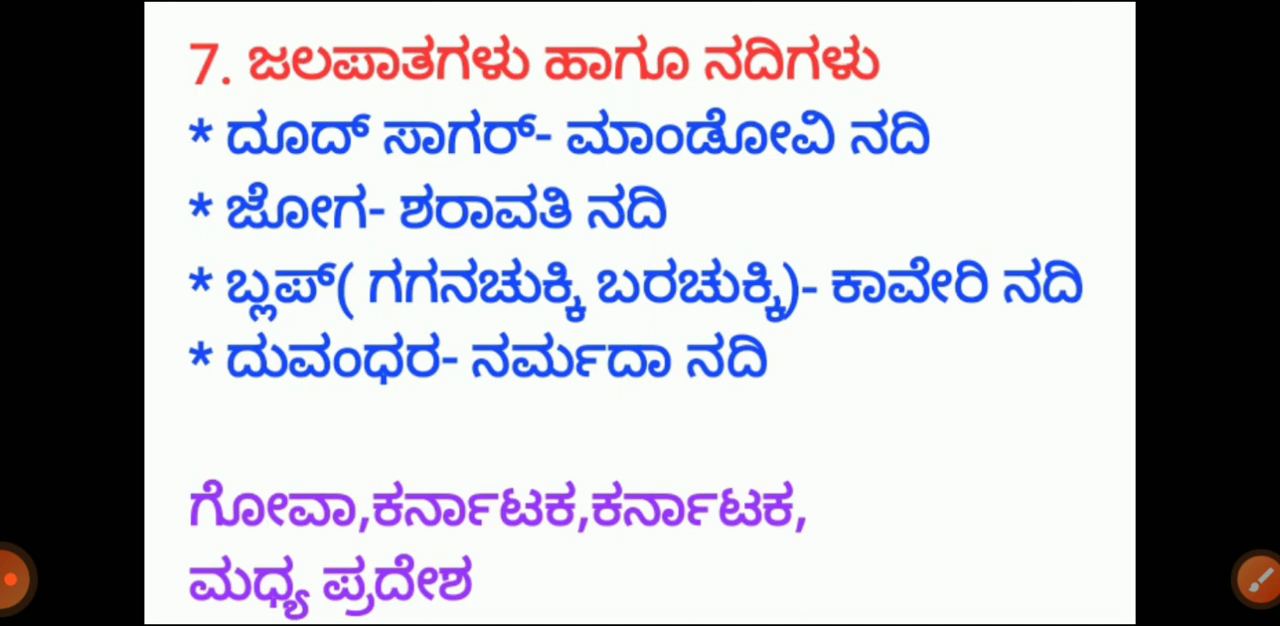 7. ಜಲಪಾತಗಳು ಹಾಗೂ ನದಿಗಳು
* ದೂದ್ ಸಾಗರ್- ಮಾಂಡೋವಿ ನದಿ
* ಜೋಗ- ಶರಾವತಿ ನದಿ
* ಬ್ಲಫ್( ಗಗನಚುಕ್ಕಿ ಬರಚುಕ್ಕಿ)- ಕಾವೇರಿ ನದಿ
* ದುವಂಧರ- ನರ್ಮದಾ ನದಿ
ಗೋವಾ,ಕರ್ನಾಟಕ,ಕರ್ನಾಟಕ,
ಮಧ್ಯ ಪ್ರದೇಶ